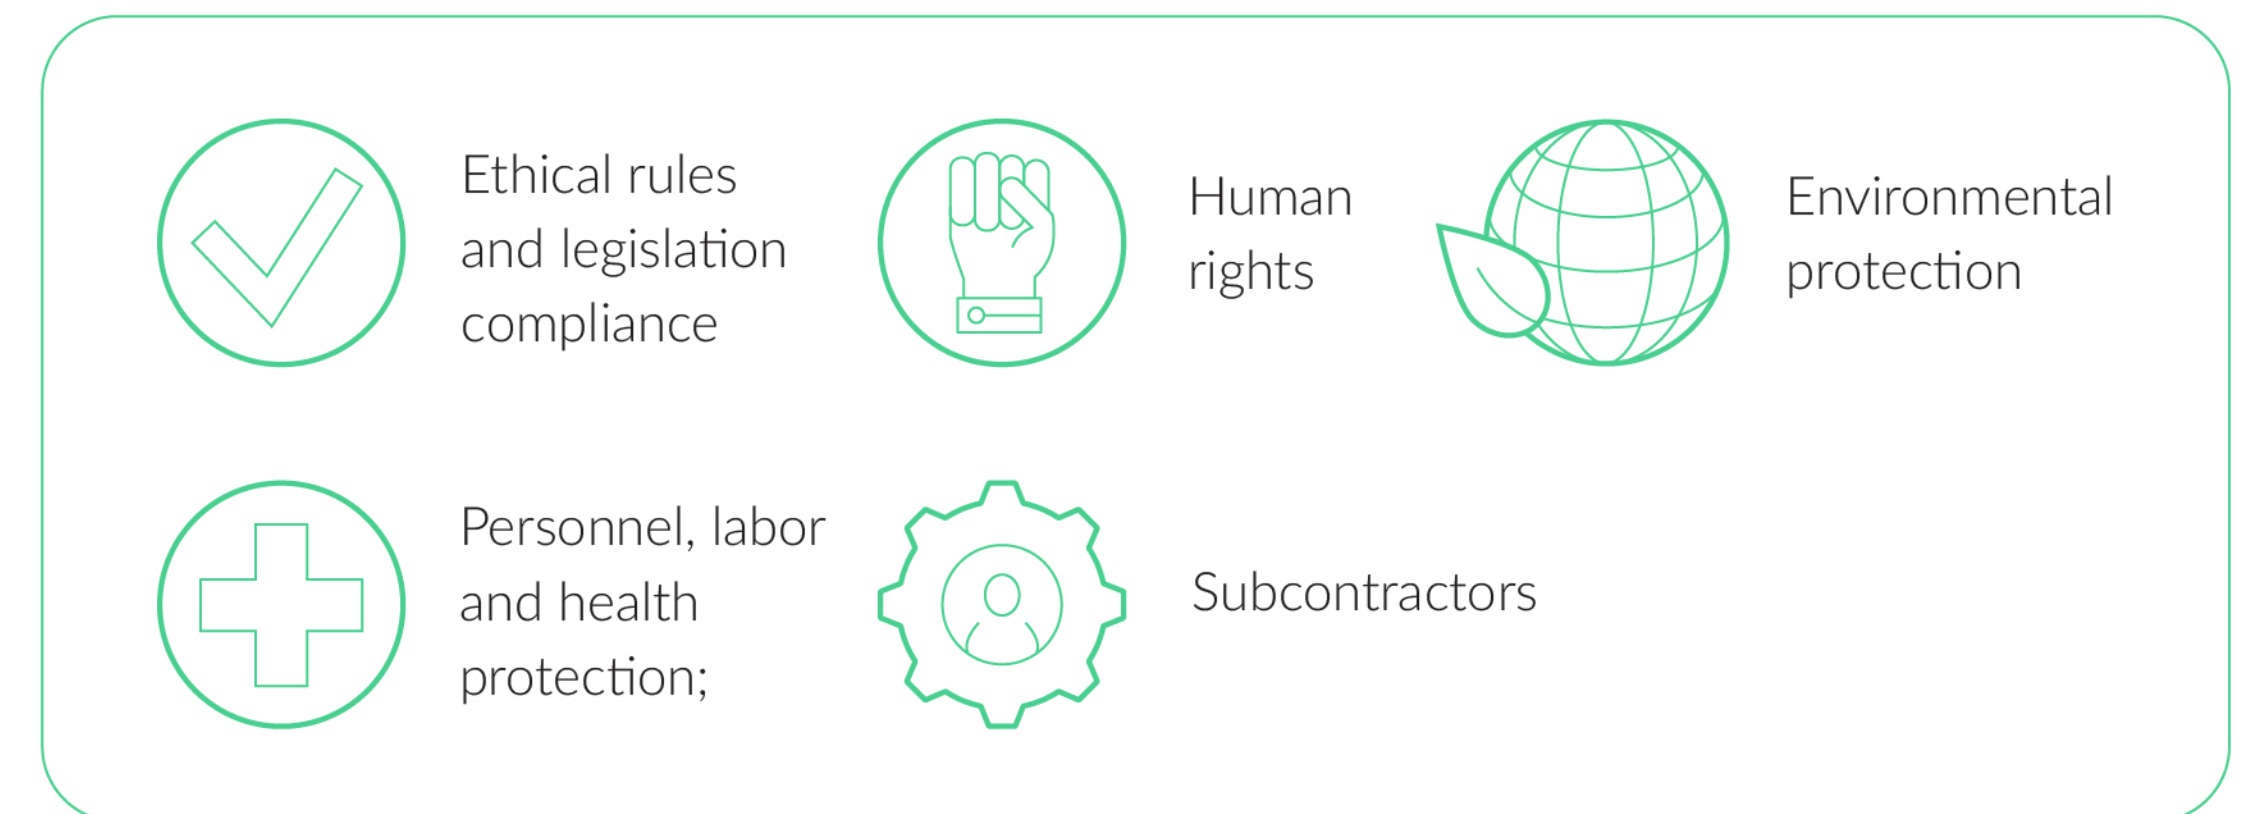 Ethical rules
and legislation
compliance
Human
rights
Environmental
protection
Personnel, labor
and health
protection;
Subcontractors